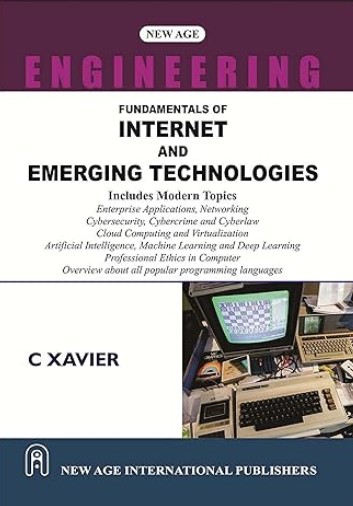 NEW AGE
ENGINEERING
FUNDAMENTALS OF
INTERNET
AND
EMERGING TECHNOLOGIES
Includes Modern Topics
Enterprise Applications, Networking
Cybersecurity, Cybercrime and Cyberlaw
Cloud Computing and Virtualization
Artificial Intelligence, Machine Learning and Deep Learning
Professional Ethics in Computer
Overview about all popular programming languages
C XAVIER
NEW AGE INTERNATIONAL PUBLISHERS